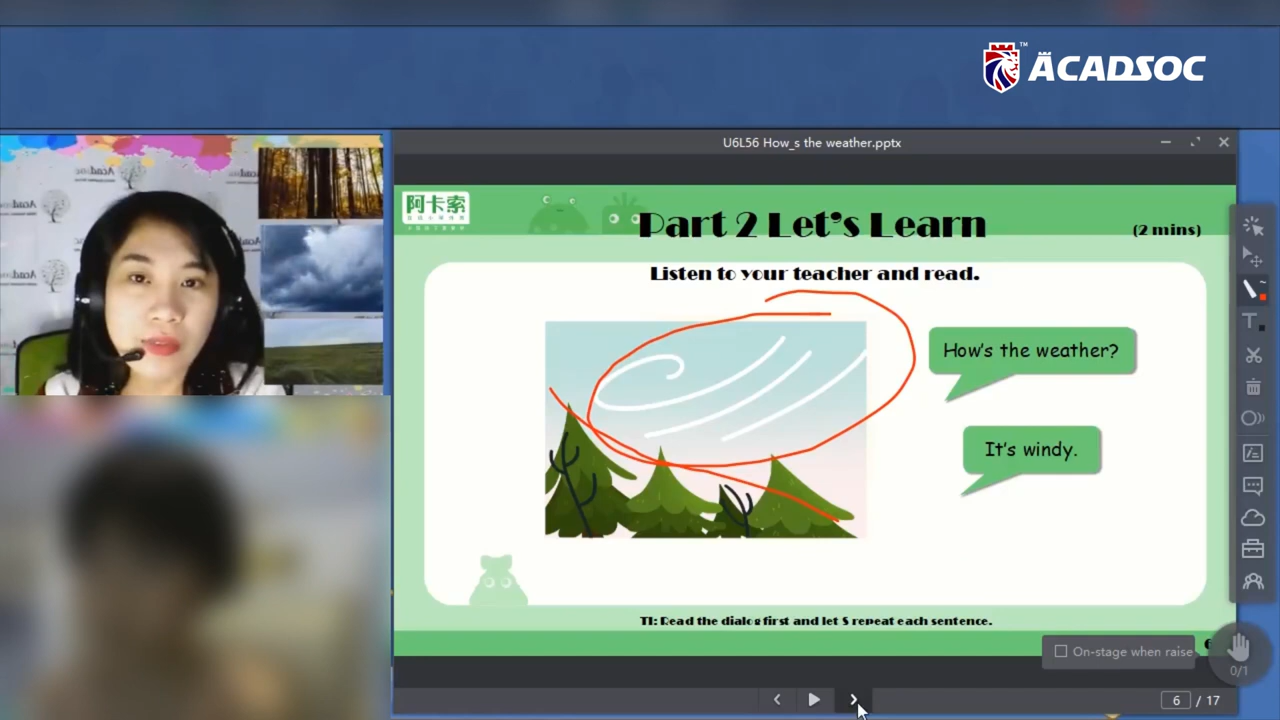 ACADSOC
TM
U6L56 How_s the weather.pptx
阿卡索
Part 2 Let's Learn
(2 mins)
Listen to your teacher and read.
How's the weather?
It's windy.
T1: Read the dialog first and let S repeat each sentence.
On-stage when raise
0/1
6 / 17